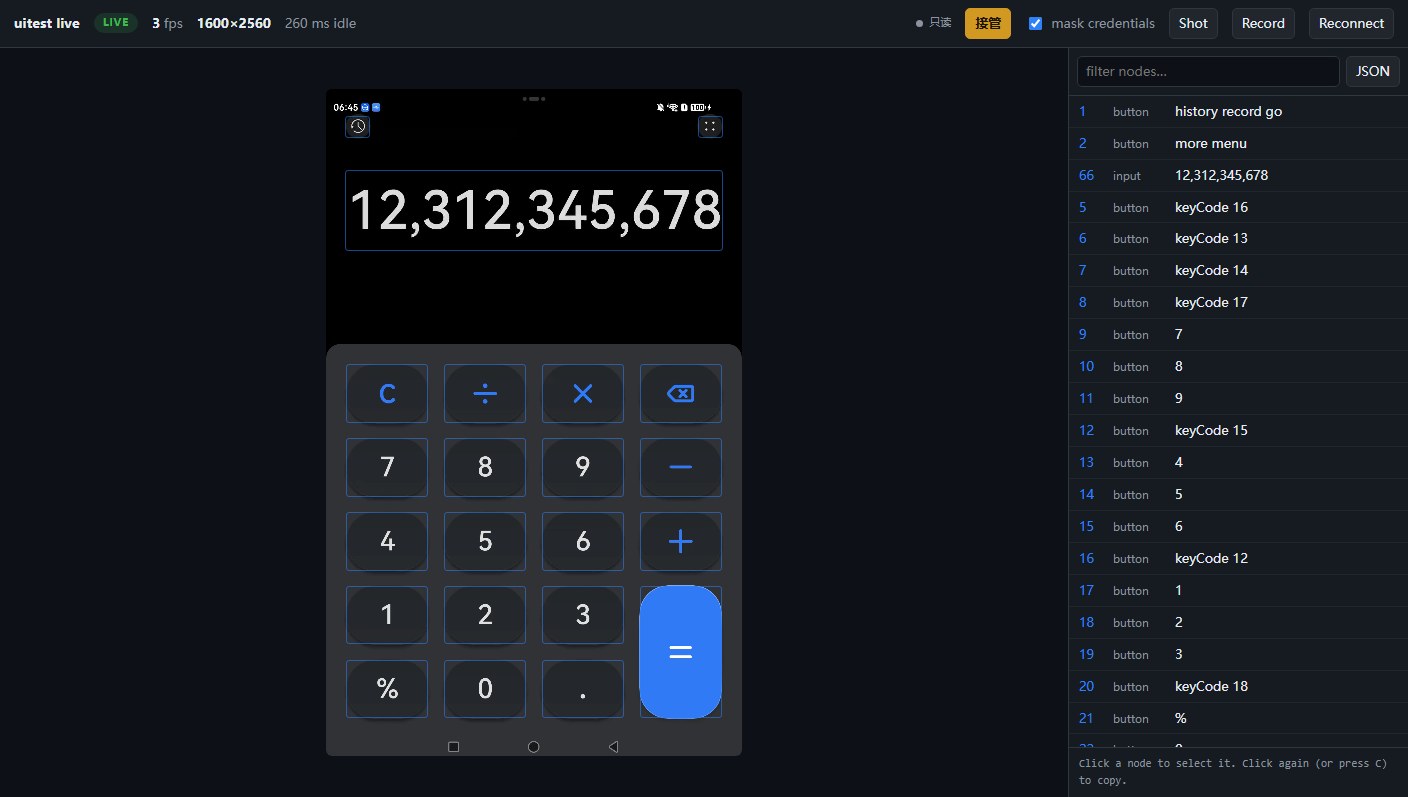 uitest live LIVE 3 fps 1600×2560 260 ms idle 只读 接管 mask credentials Shot Record Reconnect
06:45
12,312,345,678
C ÷ ×
7 8 9 −
4 5 6 +
1 2 3 =
% 0 .
filter nodes... JSON
1 button history record go
2 button more menu
66 input 12,312,345,678
5 button keyCode 16
6 button keyCode 13
7 button keyCode 14
8 button keyCode 17
9 button 7
10 button 8
11 button 9
12 button keyCode 15
13 button 4
14 button 5
15 button 6
16 button keyCode 12
17 button 1
18 button 2
19 button 3
20 button keyCode 18
21 button %
Click a node to select it. Click again (or press C)
to copy.